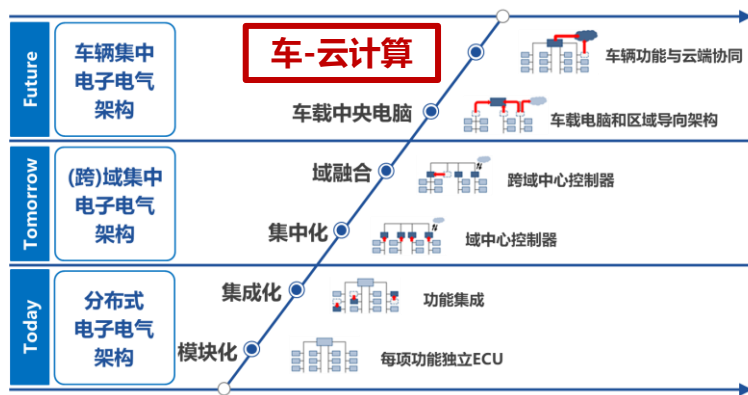 Future
车辆集中
电子电气
架构
车-云计算
车辆功能与云端协同
车载中央电脑
车载电脑和区域导向架构
Tomorrow
(跨)域集中
电子电气
架构
域融合
跨域中心控制器
集中化
域中心控制器
Today
分布式
电子电气
架构
集成化
功能集成
模块化
每项功能独立ECU